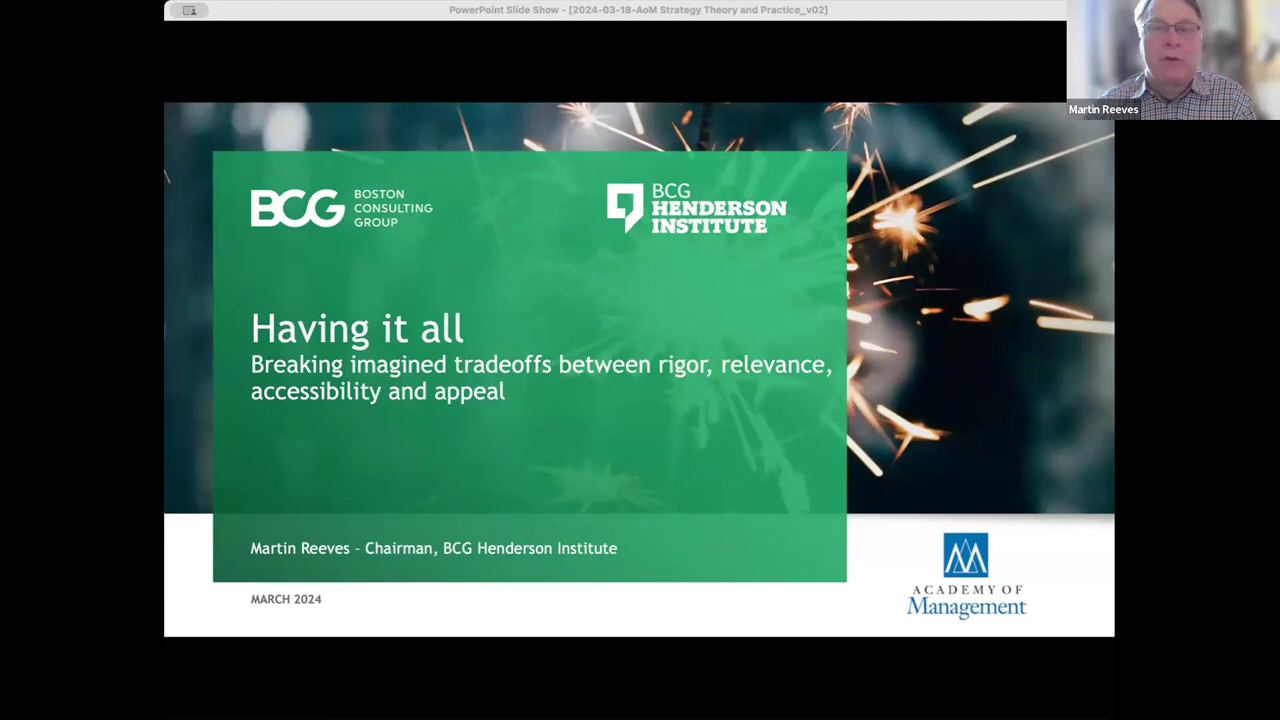 PowerPoint Slide Show - [2024-03-18-AoM Strategy Theory and Practice_v02]
Martin Reeves
BCG
BOSTON
CONSULTING
GROUP
BCG
HENDERSON
INSTITUTE
Having it all
Breaking imagined tradeoffs between rigor, relevance,
accessibility and appeal
Martin Reeves – Chairman, BCG Henderson Institute
MARCH 2024
ACADEMY OF
Management